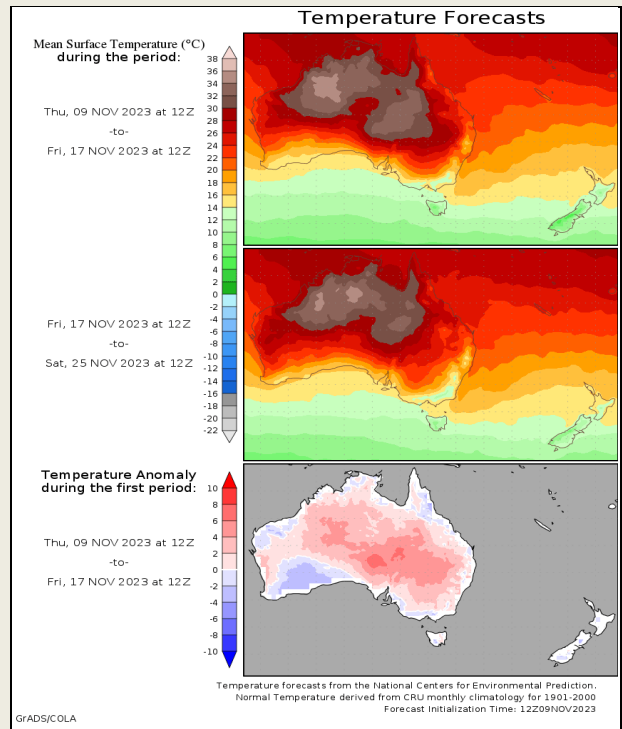 Temperature Forecasts
Mean Surface Temperature (°C)
during the period:
Thu, 09 NOV 2023 at 12Z
-to-
Fri, 17 NOV 2023 at 12Z
38
36
34
32
30
28
26
24
22
20
18
16
14
12
10
8
6
4
2
0
-2
-4
-6
-8
-10
-12
-14
-16
-18
-20
-22
Fri, 17 NOV 2023 at 12Z
-to-
Sat, 25 NOV 2023 at 12Z
Temperature Anomaly
during the first period:
Thu, 09 NOV 2023 at 12Z
-to-
Fri, 17 NOV 2023 at 12Z
10
8
6
4
2
0
-2
-4
-6
-8
-10
Temperature forecasts from the National Centers for Environmental Prediction.
Normal Temperature derived from CRU monthly climatology for 1901-2000
Forecast Initialization Time: 12Z09NOV2023
GrADS/COLA